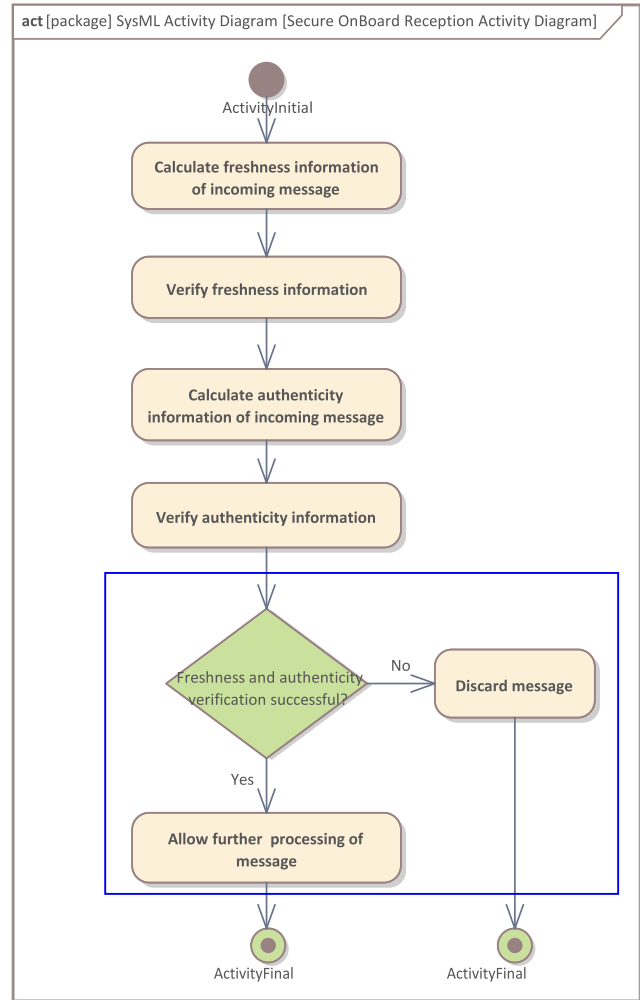 act [package] SysML Activity Diagram [Secure OnBoard Reception Activity Diagram]
ActivityInitial
Calculate freshness information
of incoming message
Verify freshness information
Calculate authenticity
information of incoming message
Verify authenticity information
Freshness and authenticity
verification successful?
No
Discard message
Yes
Allow further  processing of
message
ActivityFinal
ActivityFinal